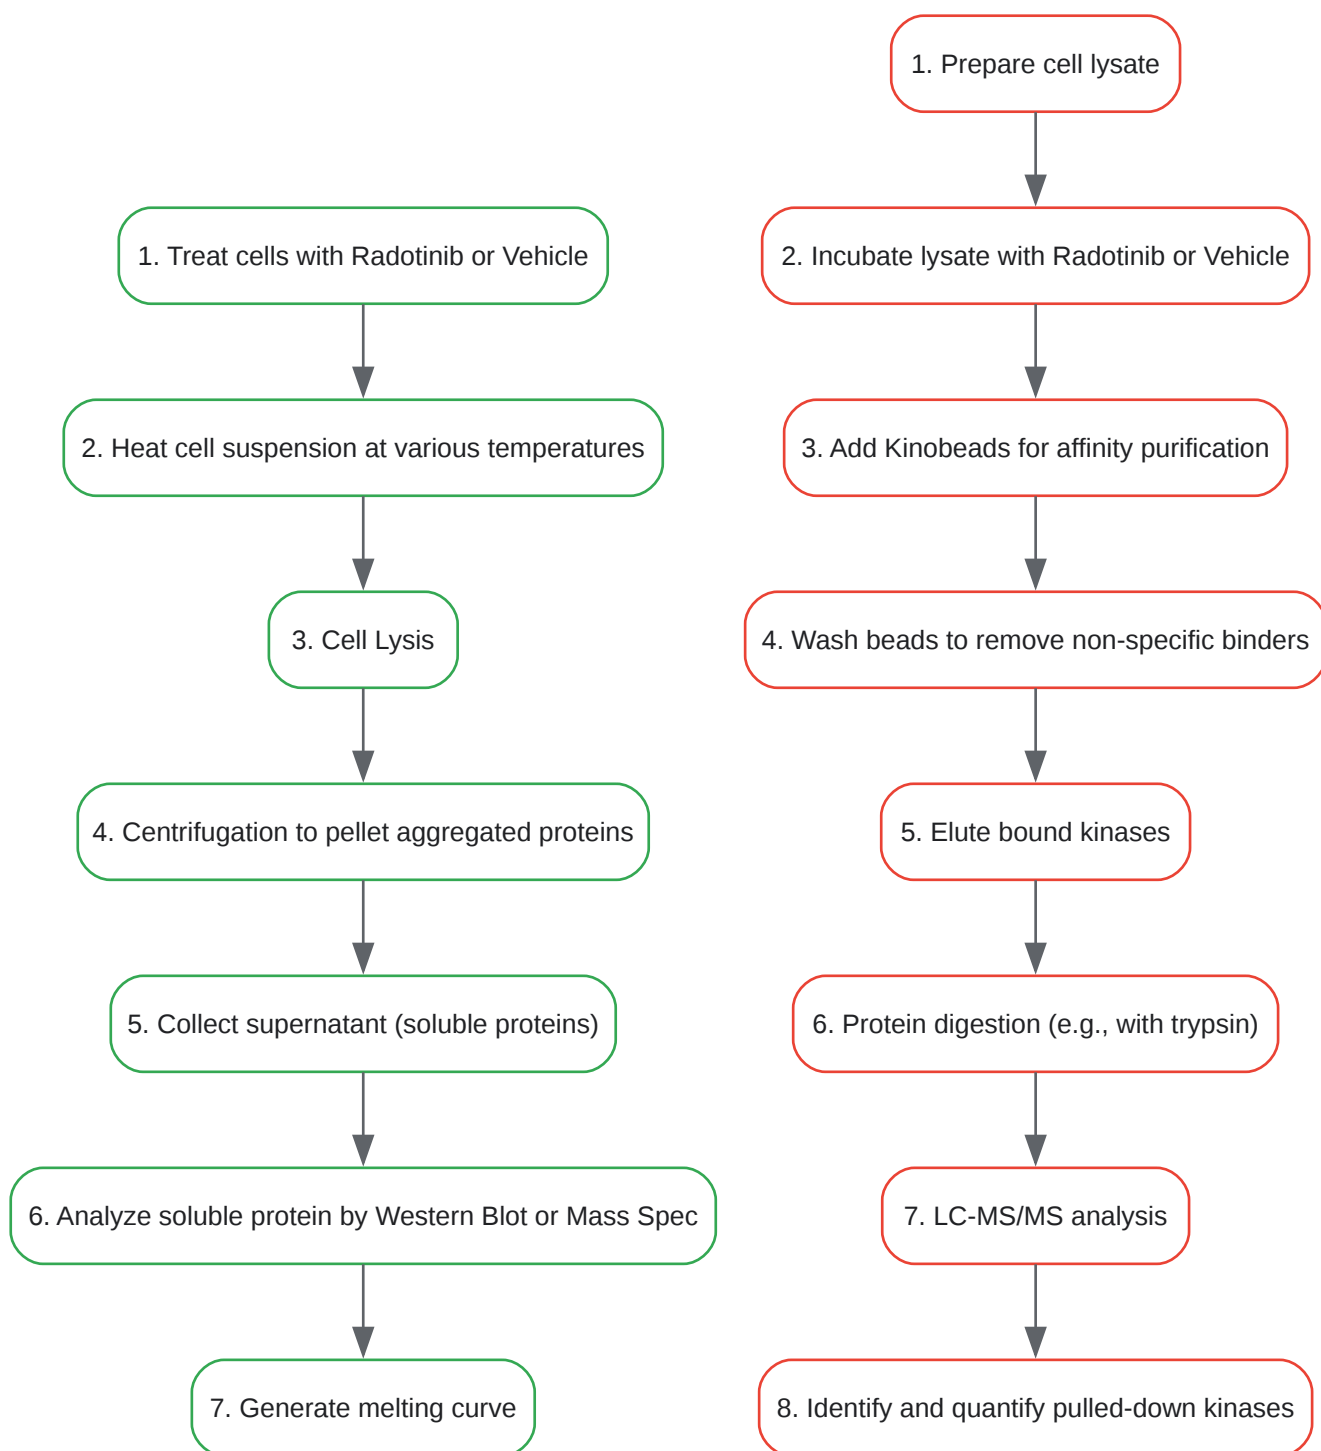 1. Treat cells with Radotinib or Vehicle
2. Heat cell suspension at various temperatures
3. Cell Lysis
4. Centrifugation to pellet aggregated proteins
5. Collect supernatant (soluble proteins)
6. Analyze soluble protein by Western Blot or Mass Spec
7. Generate melting curve
1. Prepare cell lysate
2. Incubate lysate with Radotinib or Vehicle
3. Add Kinobeads for affinity purification
4. Wash beads to remove non-specific binders
5. Elute bound kinases
6. Protein digestion (e.g., with trypsin)
7. LC-MS/MS analysis
8. Identify and quantify pulled-down kinases